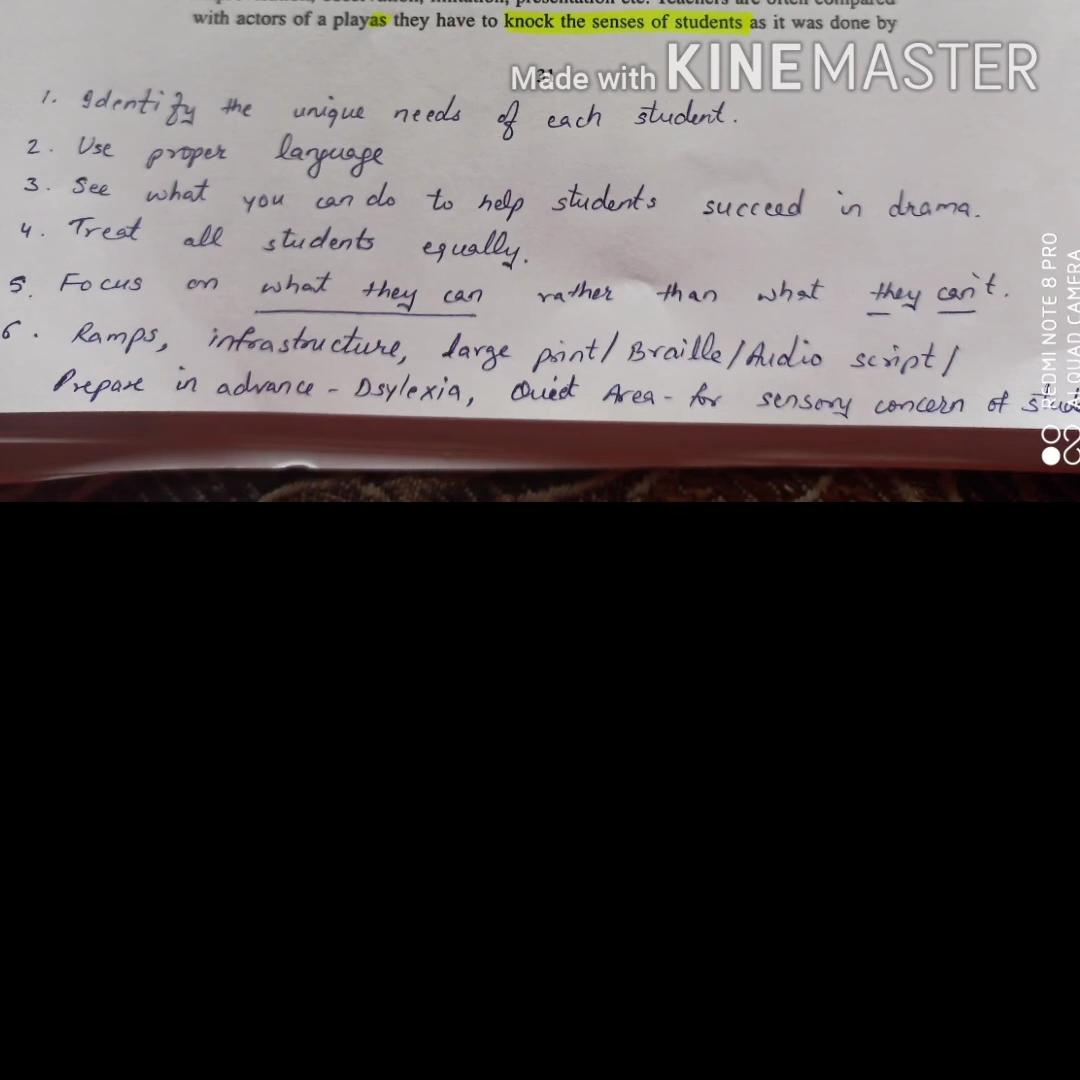 with actors of a playas they have to knock the senses of students as it was done by
Made with KINEMASTER
1. Identify the unique needs of each student.
2. Use proper language
3. See what you can do to help students succeed in drama.
4. Treat all students equally.
5. Focus on what they can rather than what they can't.
6. Ramps, infrastructure, large print/ Braille/Audio script/
Prepare in advance - Dsylexia, Quiet Area - for sensory concern of
REDMI NOTE 8 PRO
AI QUAD CAMERA